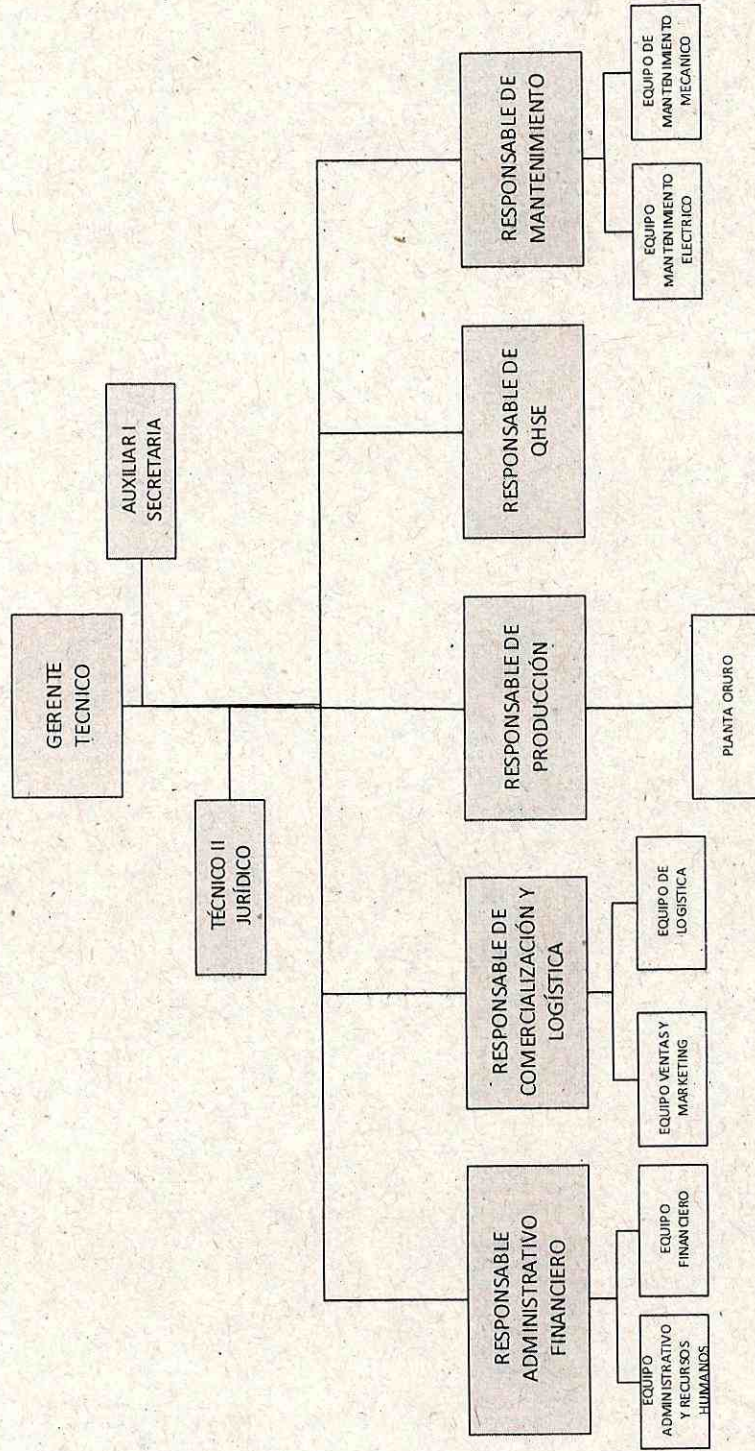 GERENTE
TECNICO
AUXILIAR I
SECRETARIA
TÉCNICO II
JURÍDICO
RESPONSABLE
ADMINISTRATIVO
FINANCIERO
RESPONSABLE DE
COMERCIALIZACIÓN Y
LOGÍSTICA
RESPONSABLE DE
PRODUCCIÓN
RESPONSABLE DE
QHSE
RESPONSABLE DE
MANTENIMIENTO
EQUIPO
ADMINISTRATIVO
Y RECURSOS
HUMANOS
EQUIPO
FINANCIERO
EQUIPO VENTAS Y
MARKETING
EQUIPO DE
LOGISTICA
PLANTA ORURO
EQUIPO
MANTENIMIENTO
ELECTRICO
EQUIPO DE
MANTENIMIENTO
MECANICO